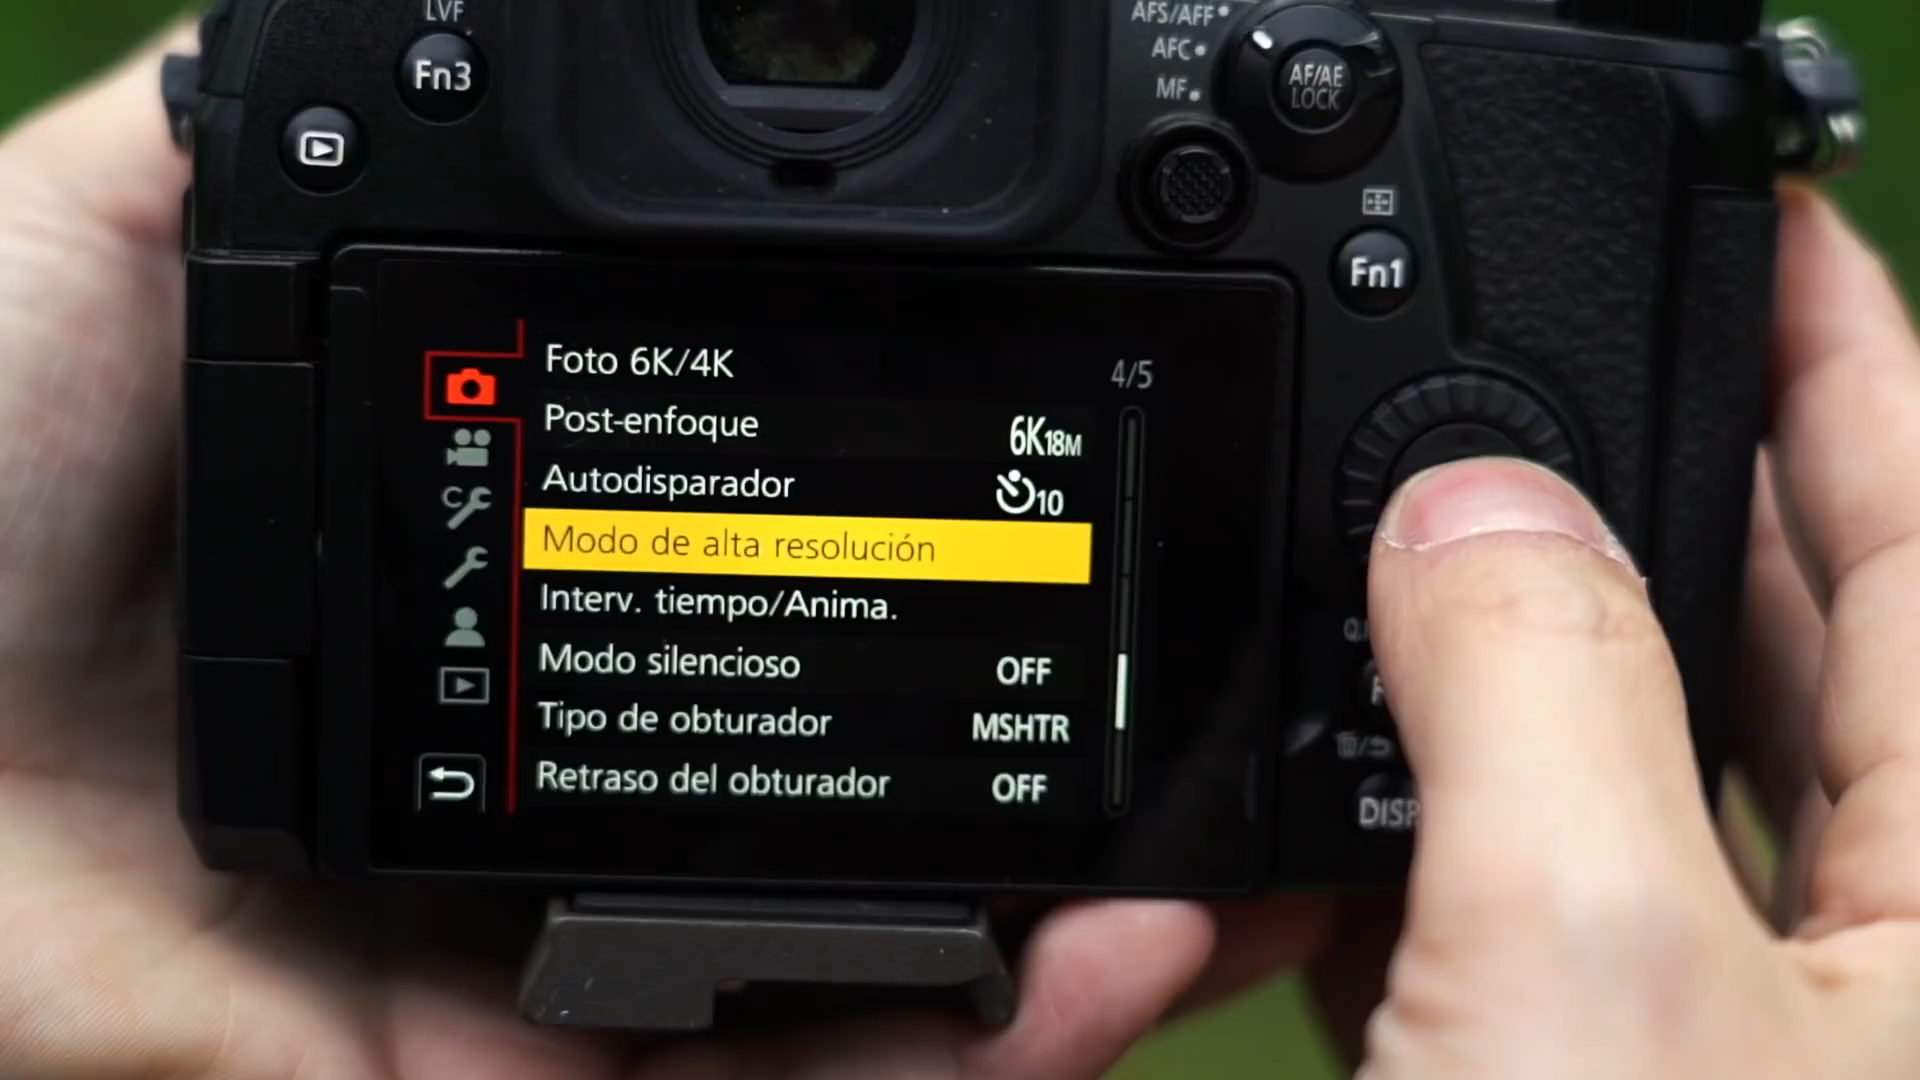 LVF
Fn3
AFS/AFF
AFC
MF
AF/AE
LOCK
Fn1
Foto 6K/4K
4/5
Post-enfoque 6K18M
Autodisparador 10
Modo de alta resolución
Interv. tiempo/Anima.
Modo silencioso OFF
Tipo de obturador MSHTR
Retraso del obturador OFF